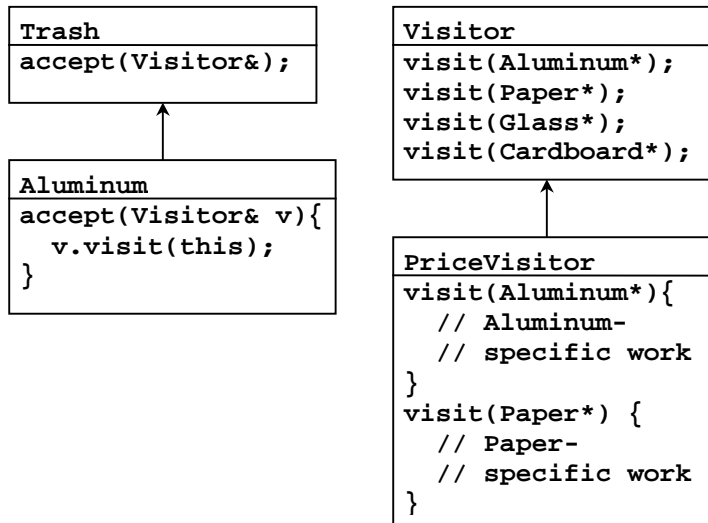 Trash
accept(Visitor&);
Aluminum
accept(Visitor& v){
  v.visit(this);
}
Visitor
visit(Aluminum*);
visit(Paper*);
visit(Glass*);
visit(Cardboard*);
PriceVisitor
visit(Aluminum*){
  // Aluminum-
  // specific work
}
visit(Paper*) {
  // Paper-
  // specific work
}